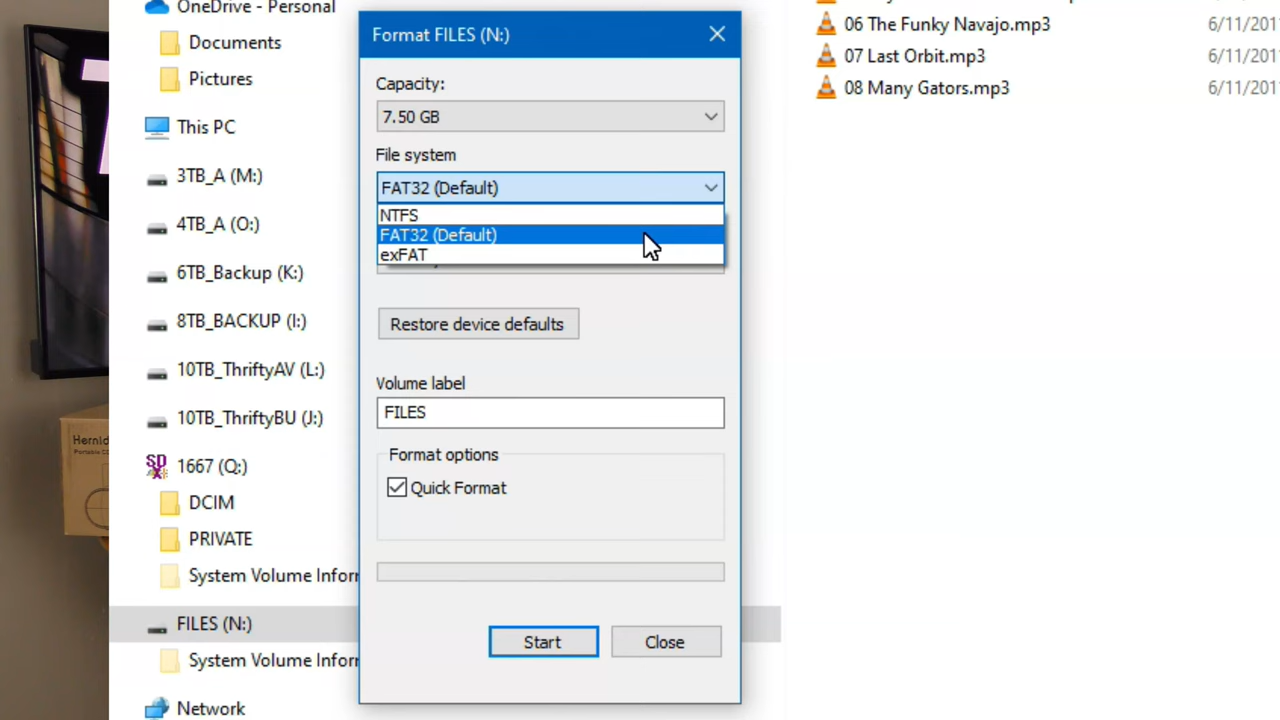 OneDrive - Personal
Documents
Pictures
This PC
3TB_A (M:)
4TB_A (O:)
6TB_Backup (K:)
8TB_BACKUP (I:)
10TB_ThriftyAV (L:)
10TB_ThriftyBU (J:)
SD
1667 (Q:)
DCIM
PRIVATE
System Volume Infor
FILES (N:)
System Volume Infor
Network
Format FILES (N:)
Capacity:
7.50 GB
File system
FAT32 (Default)
NTFS
FAT32 (Default)
exFAT
Restore device defaults
Volume label
FILES
Format options
Quick Format
Start
Close
06 The Funky Navajo.mp3 6/11/201
07 Last Orbit.mp3 6/11/201
08 Many Gators.mp3 6/11/201